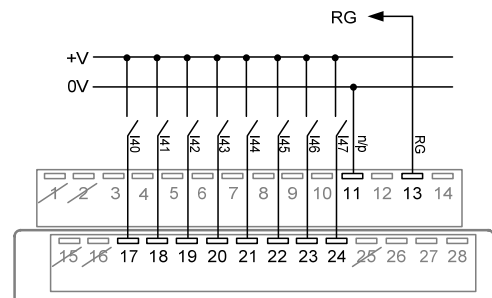 RG
+V
0V
I40 I41 I42 I43 I44 I45 I46 I47 n/p RG
1 2 3 4 5 6 7 8 9 10 11 12 13 14
15 16 17 18 19 20 21 22 23 24 25 26 27 28